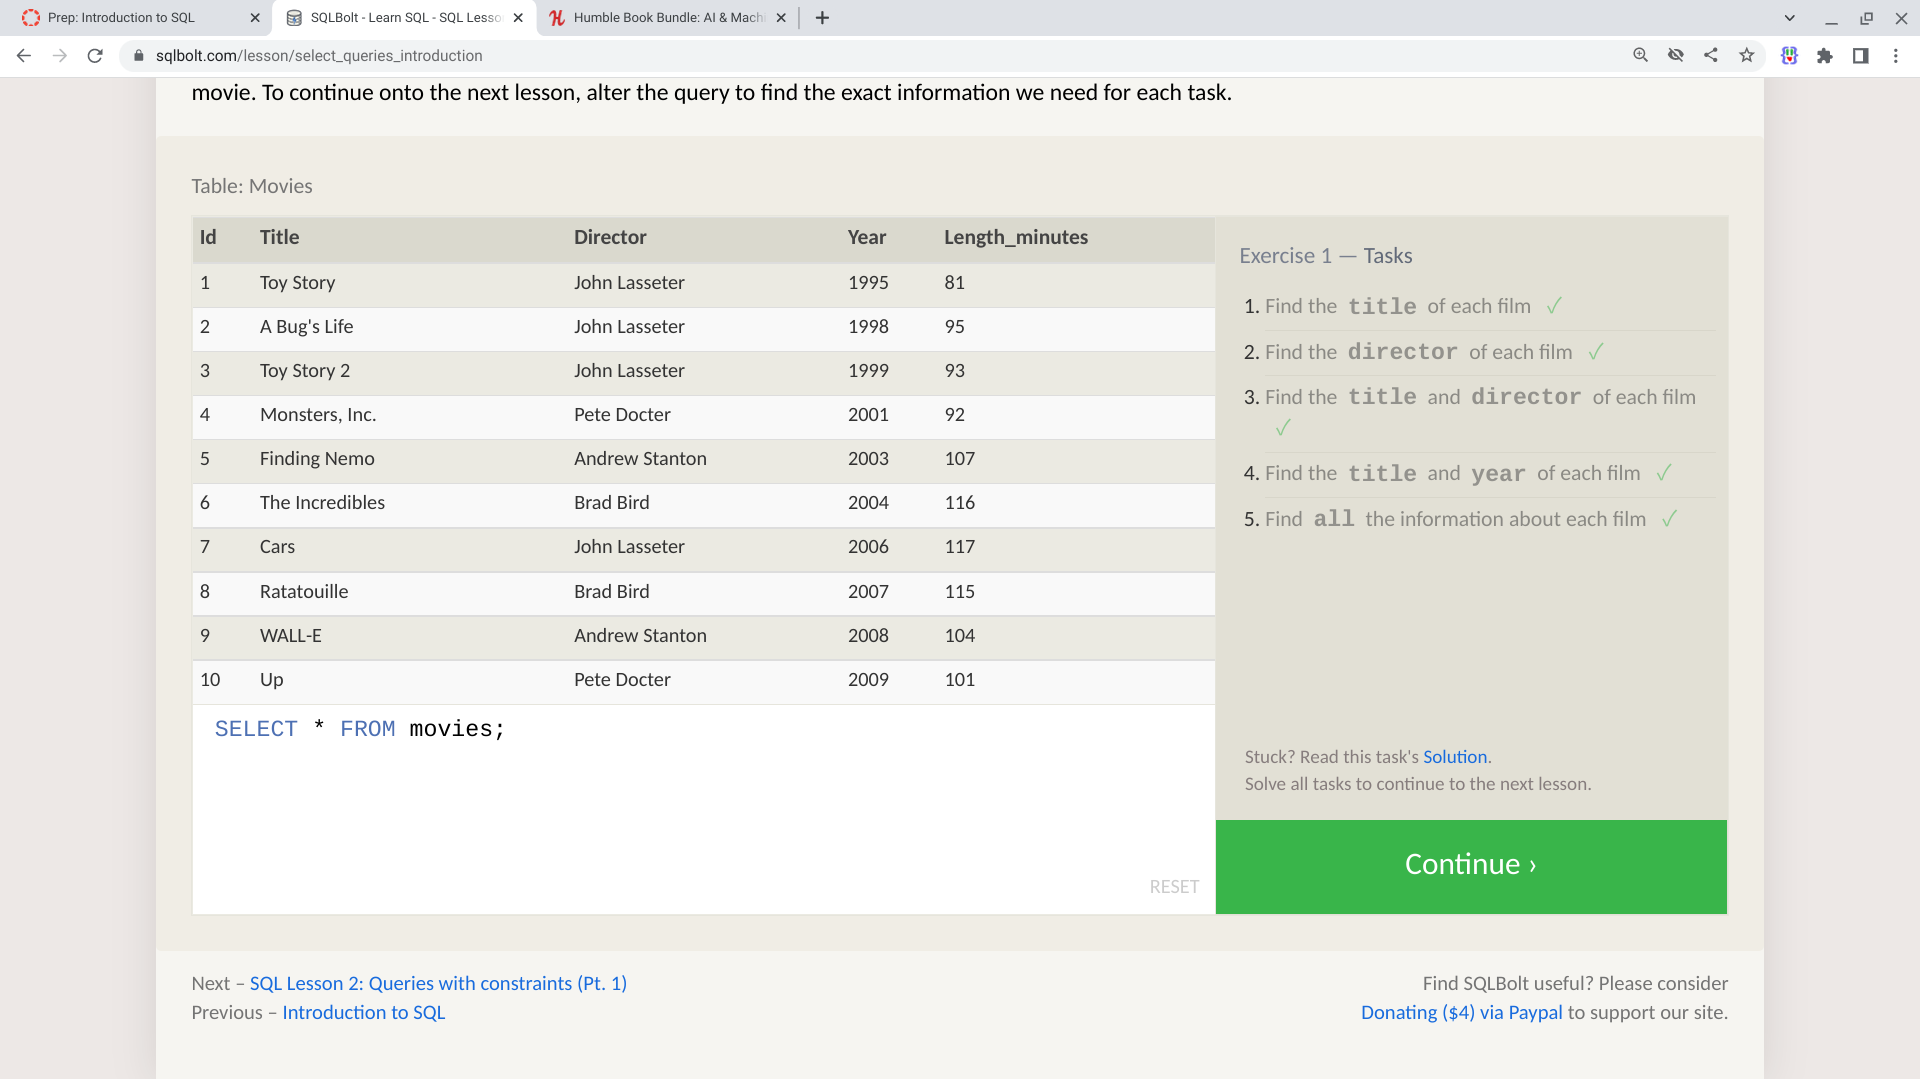 Prep: Introduction to SQL
SQLBolt - Learn SQL - SQL Lesso
Humble Book Bundle: AI & Machi
sqlbolt.com/lesson/select_queries_introduction
movie. To continue onto the next lesson, alter the query to find the exact information we need for each task.
Table: Movies
Id Title Director Year Length_minutes
1 Toy Story John Lasseter 1995 81
2 A Bug's Life John Lasseter 1998 95
3 Toy Story 2 John Lasseter 1999 93
4 Monsters, Inc. Pete Docter 2001 92
5 Finding Nemo Andrew Stanton 2003 107
6 The Incredibles Brad Bird 2004 116
7 Cars John Lasseter 2006 117
8 Ratatouille Brad Bird 2007 115
9 WALL-E Andrew Stanton 2008 104
10 Up Pete Docter 2009 101
SELECT * FROM movies;
RESET
Exercise 1 — Tasks
1. Find the title of each film ✓
2. Find the director of each film ✓
3. Find the title and director of each film
✓
4. Find the title and year of each film ✓
5. Find all the information about each film ✓
Stuck? Read this task's Solution.
Solve all tasks to continue to the next lesson.
Continue ›
Next – SQL Lesson 2: Queries with constraints (Pt. 1)
Previous – Introduction to SQL
Find SQLBolt useful? Please consider
Donating ($4) via Paypal to support our site.